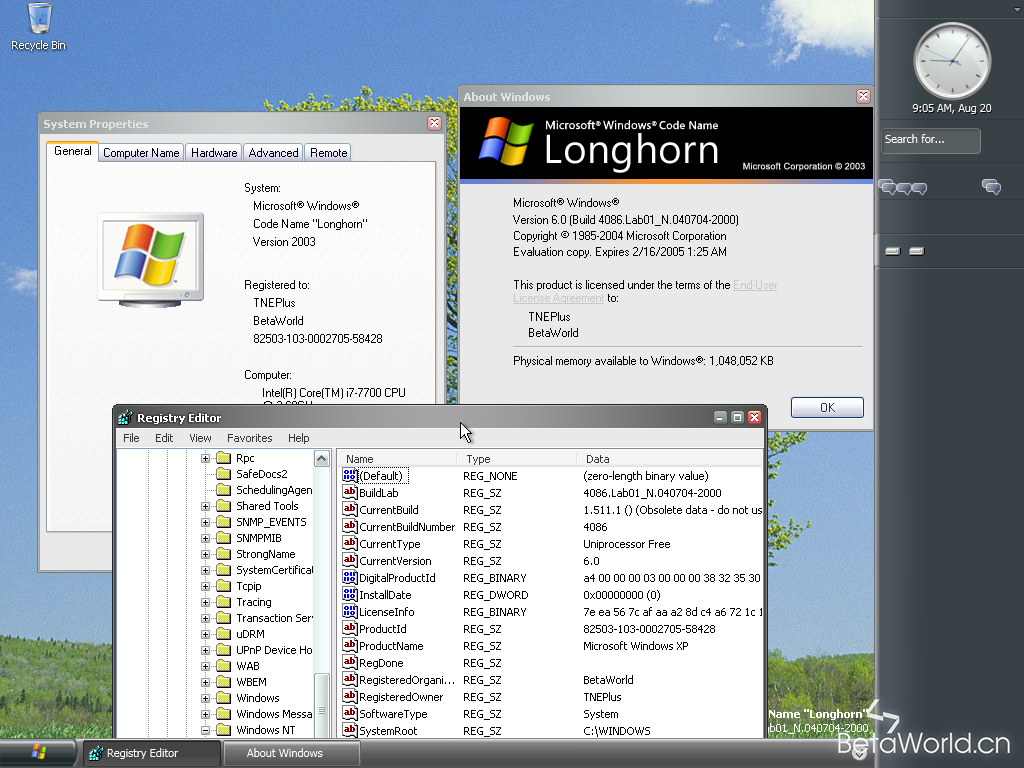 Recycle Bin
9:05 AM, Aug 20
Search for...
System Properties
General
Computer Name
Hardware
Advanced
Remote
System:
Microsoft® Windows®
Code Name "Longhorn"
Version 2003
Registered to:
TNEPlus
BetaWorld
82503-103-0002705-58428
Computer:
Intel(R) Core(TM) i7-7700 CPU
About Windows
Microsoft® Windows® Code Name
Longhorn
Microsoft Corporation © 2003
Microsoft® Windows®
Version 6.0 (Build 4086.Lab01_N.040704-2000)
Copyright © 1985-2004 Microsoft Corporation
Evaluation copy. Expires 2/16/2005 1:25 AM
This product is licensed under the terms of the End-User
License Agreement to:
TNEPlus
BetaWorld
Physical memory available to Windows®: 1,048,052 KB
OK
Registry Editor
File Edit View Favorites Help
Rpc
SafeDocs2
SchedulingAgen
Shared Tools
SNMP_EVENTS
SNMPMIB
StrongName
SystemCertifica
Tcpip
Tracing
Transaction Ser
uDRM
UPnP Device Ho
WAB
WBEM
Windows
Windows Messa
Windows NT
Name Type Data
(Default) REG_NONE (zero-length binary value)
BuildLab REG_SZ 4086.Lab01_N.040704-2000
CurrentBuild REG_SZ 1.511.1 () (Obsolete data - do not us
CurrentBuildNumber REG_SZ 4086
CurrentType REG_SZ Uniprocessor Free
CurrentVersion REG_SZ 6.0
DigitalProductId REG_BINARY a4 00 00 00 03 00 00 00 38 32 35 30
InstallDate REG_DWORD 0x00000000 (0)
LicenseInfo REG_BINARY 7e ea 56 7c af aa a2 8d c4 a6 72 1c 1
ProductId REG_SZ 82503-103-0002705-58428
ProductName REG_SZ Microsoft Windows XP
RegDone REG_SZ
RegisteredOrgani... REG_SZ BetaWorld
RegisteredOwner REG_SZ TNEPlus
SoftwareType REG_SZ System
SystemRoot REG_SZ C:\WINDOWS
Name "Longhorn"
b01_N.040704-2000
BetaWorld.cn
Registry Editor
About Windows